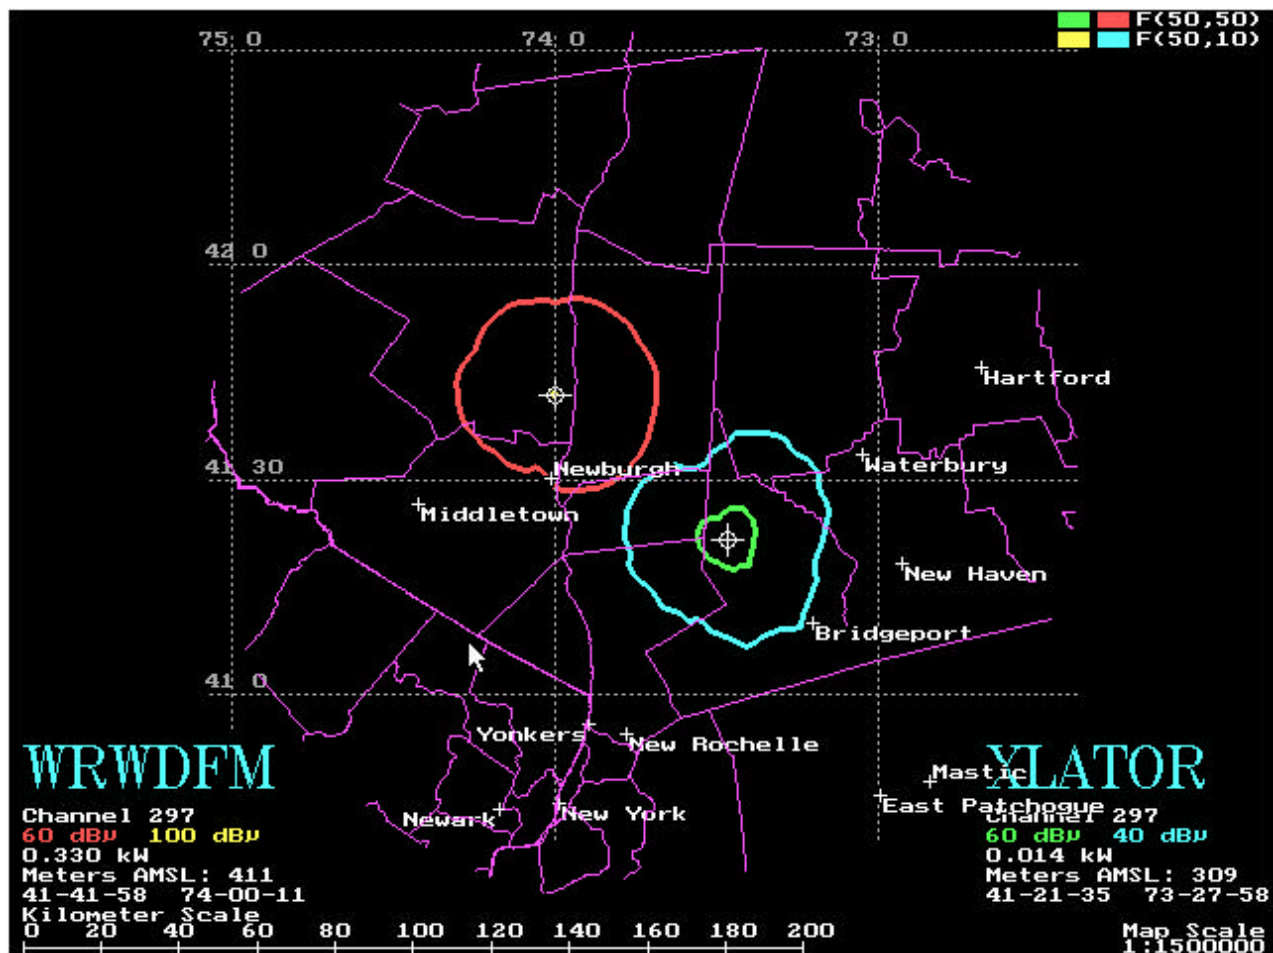 F(50,50)
F(50,10)
75 0
74 0
73 0
42 0
Hartford
41 30
Newburgh
Waterbury
Middletown
New Haven
Bridgeport
41 0
Yonkers
New Rochelle
WRWDFM
XLATOR
Mastic
East Patchogue
Newark
New York
Channel 297
60 dBµ 100 dBµ
0.330 kW
Meters AMSL: 411
41-41-58 74-00-11
Kilometer Scale
0 20 40 60 80 100 120 140 160 180 200
Channel 297
60 dBµ 40 dBµ
0.014 kW
Meters AMSL: 309
41-21-35 73-27-58
Map Scale
1:1500000